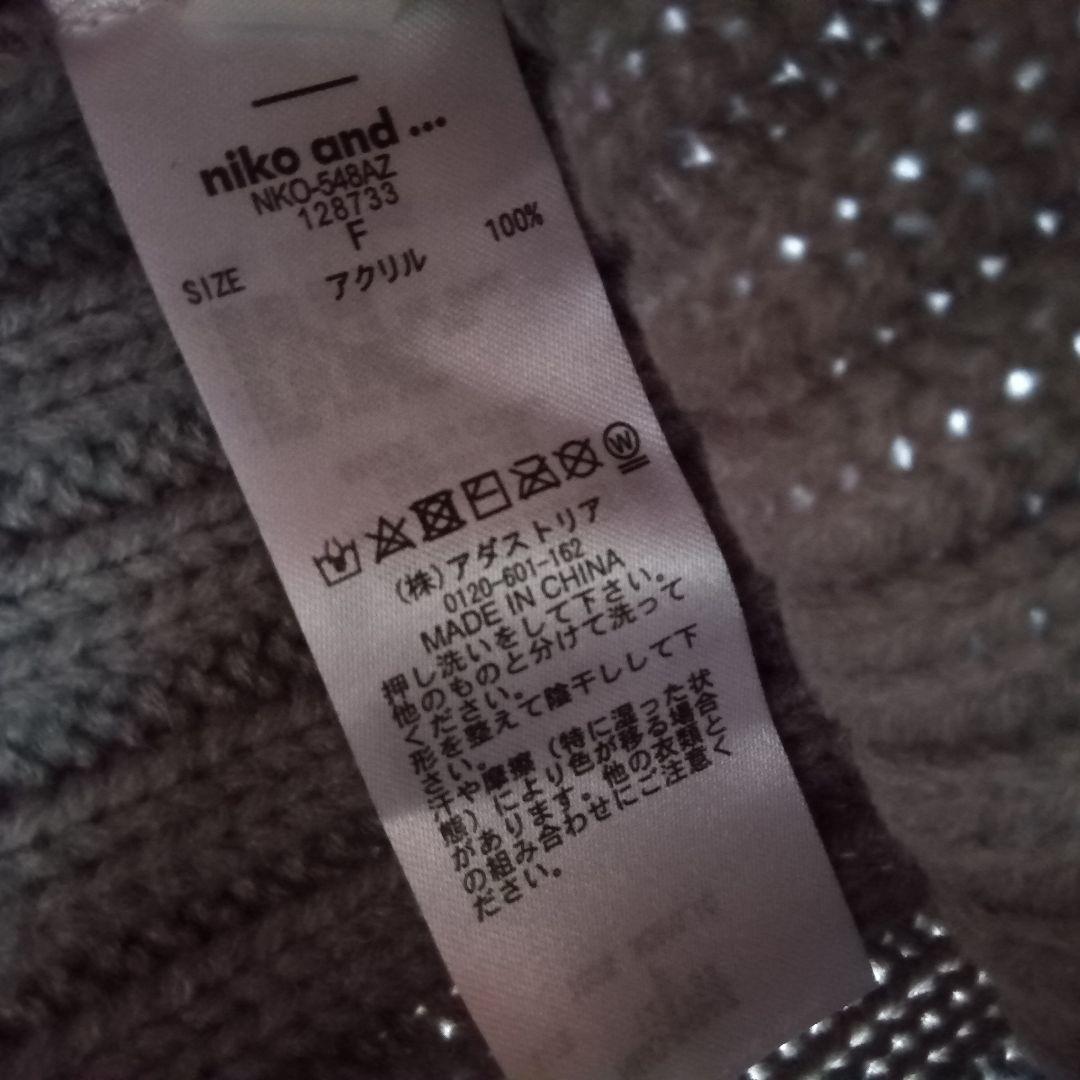 niko and ...
NKO-548AZ
128733
SIZE F
アクリル 100%
W
(株)アダストリア
0120-601-162
MADE IN CHINA
押し洗いをして下さい。
他のものと分けて洗って
ください。
形を整えて陰干しして下
さい。
汗や摩擦(特に湿った状
態)により色が移る場合
があります。他の衣類と
の組み合わせにご注意く
ださい。